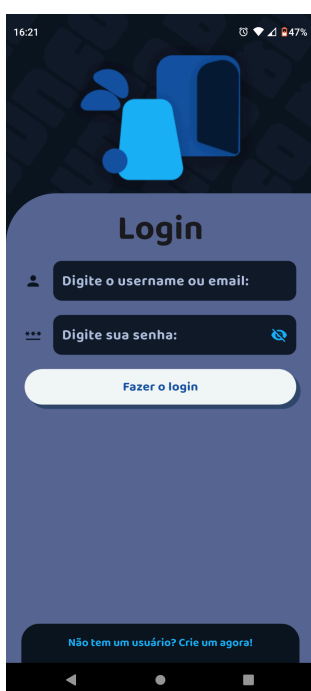 16:21
47%
Login
Digite o username ou email:
Digite sua senha:
Fazer o login
Não tem um usuário? Crie um agora!